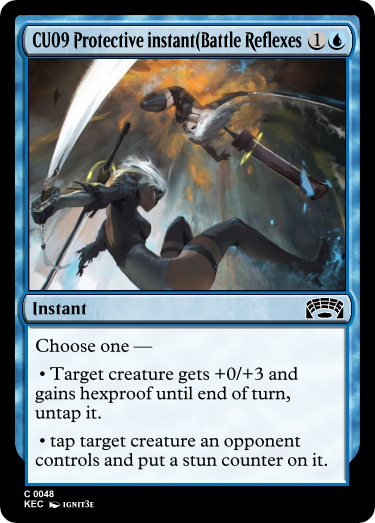 CU09 Protective instant(Battle Reflexes 1
Instant
Choose one —
• Target creature gets +0/+3 and
gains hexproof until end of turn,
untap it.
• tap target creature an opponent
controls and put a stun counter on it.
C 0048
KEC IGNIT3E